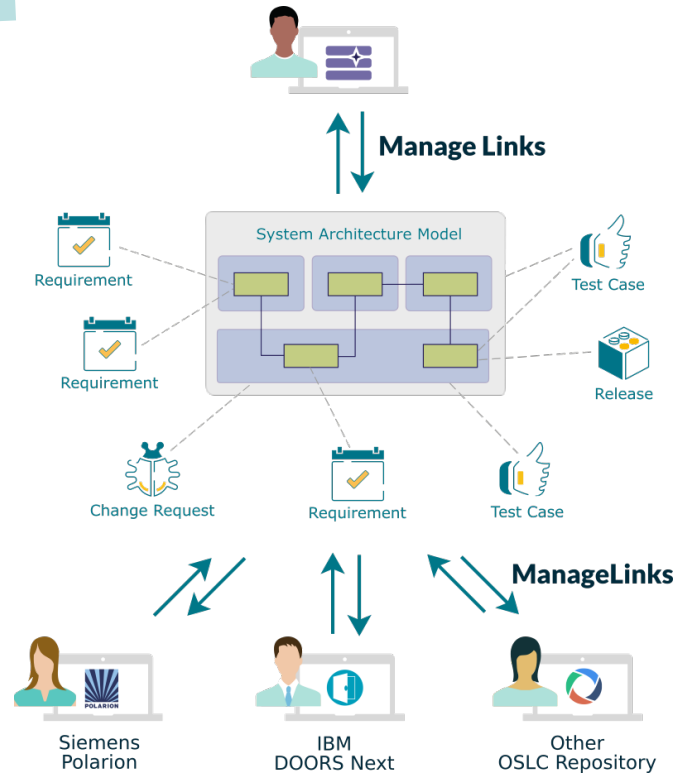 Manage Links
System Architecture Model
Requirement
Test Case
Requirement
Release
Change Request
Requirement
Test Case
ManageLinks
POLARION
Siemens
Polarion
IBM
DOORS Next
Other
OSLC Repository